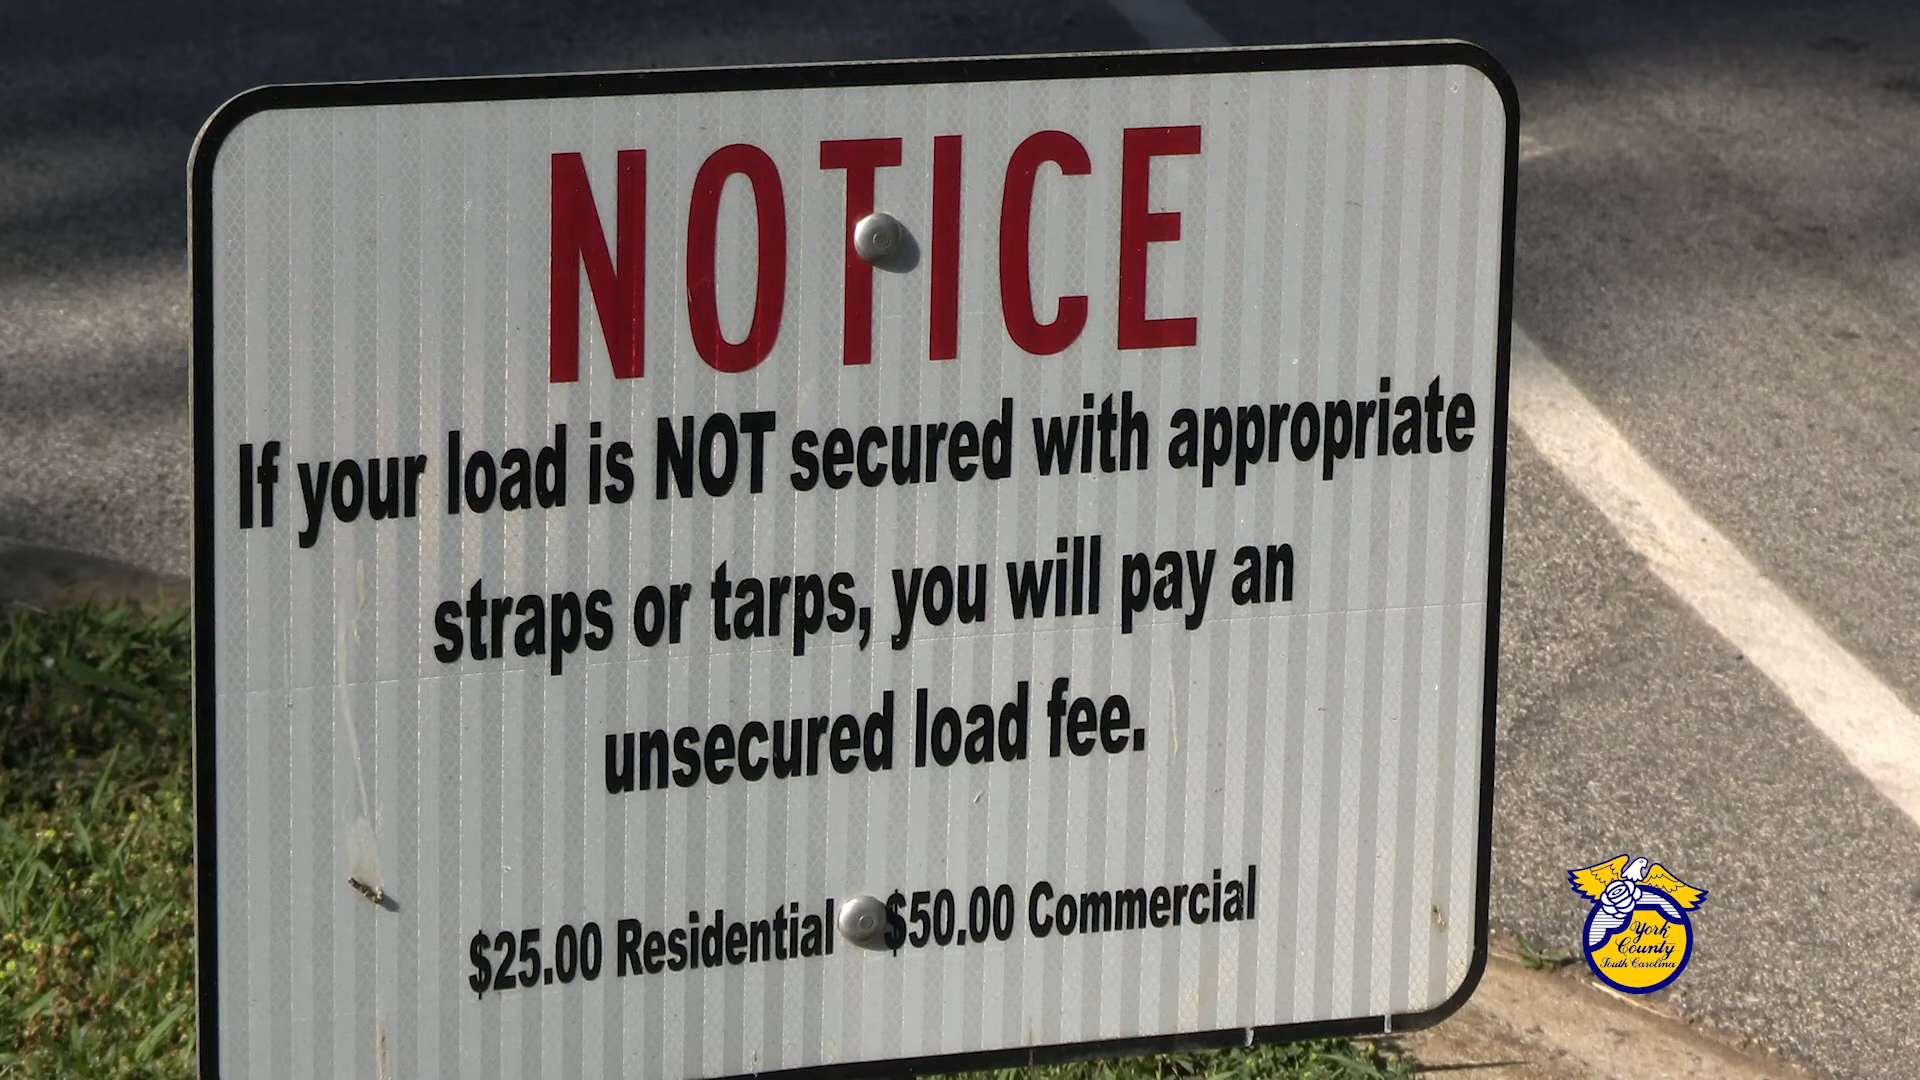 NOTICE
If your load is NOT secured with appropriate
straps or tarps, you will pay an
unsecured load fee.
$25.00 Residential $50.00 Commercial
York
County
South Carolina